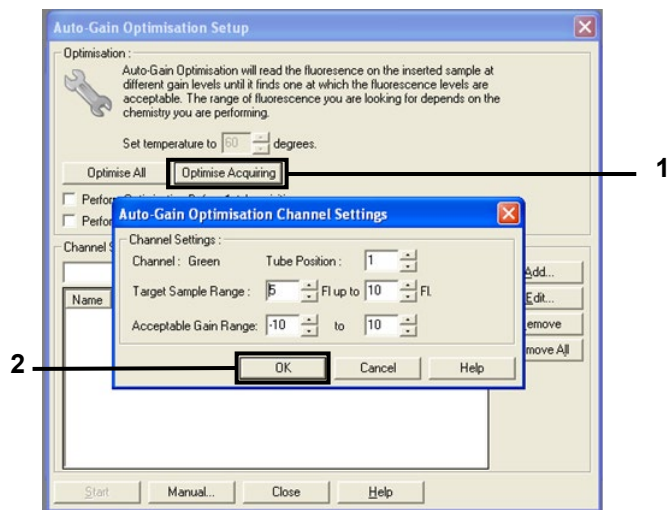 Auto-Gain Optimisation Setup
Optimisation :
Auto-Gain Optimisation will read the fluoresence on the inserted sample at
different gain levels until it finds one at which the fluorescence levels are
acceptable. The range of fluorescence you are looking for depends on the
chemistry you are performing.
Set temperature to 60 degrees.
Optimise All Optimise Acquiring
1
Perfor
Perfor
Auto-Gain Optimisation Channel Settings
Channel Settings :
Channel : Green Tube Position : 1
Target Sample Range : 5 Fl up to 10 Fl.
Acceptable Gain Range: -10 to 10
OK Cancel Help
2
Channel S
Name
Add...
Edit...
emove
move All
Start Manual... Close Help